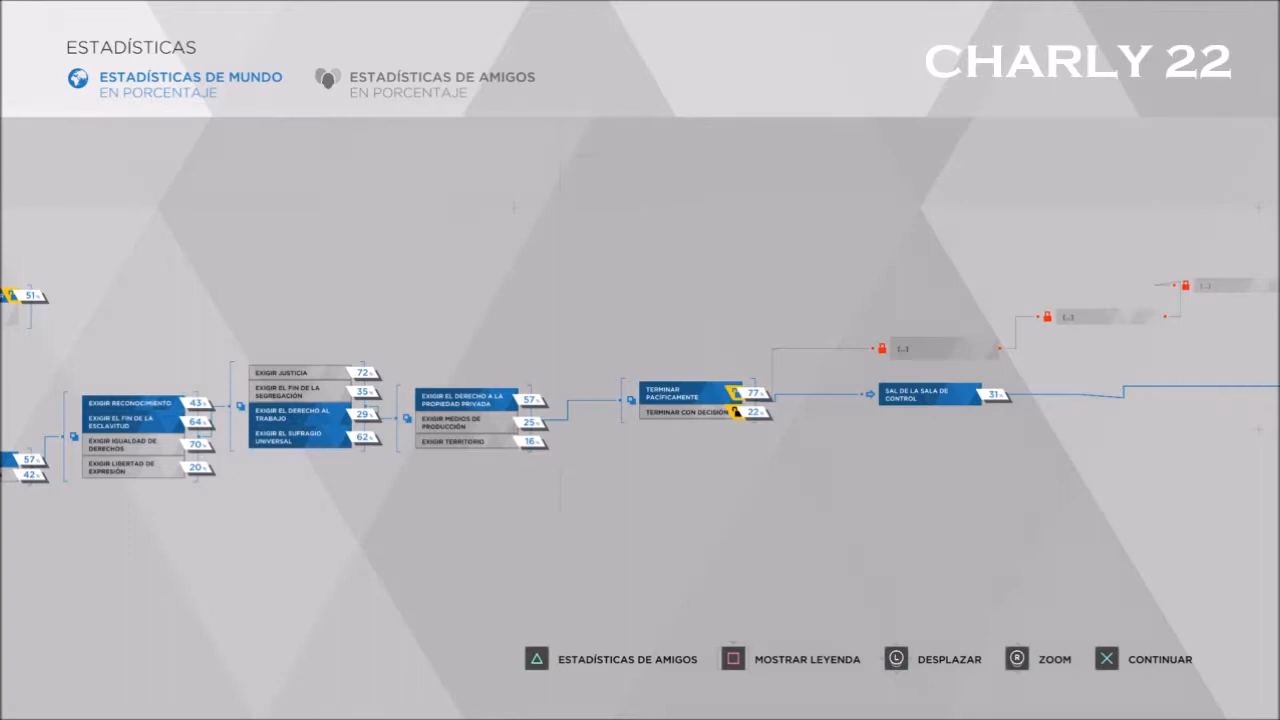 ESTADÍSTICAS
CHARLY 22
ESTADÍSTICAS DE MUNDO
EN PORCENTAJE
ESTADÍSTICAS DE AMIGOS
EN PORCENTAJE
51%
57%
42%
EXIGIR RECONOCIMIENTO 43%
EXIGIR EL FIN DE LA
ESCLAVITUD 64%
EXIGIR IGUALDAD DE
DERECHOS 70%
EXIGIR LIBERTAD DE
EXPRESIÓN 20%
EXIGIR JUSTICIA 72%
EXIGIR EL FIN DE LA
SEGREGACIÓN 35%
EXIGIR EL DERECHO AL
TRABAJO 29%
EXIGIR EL SUFRAGIO
UNIVERSAL 62%
EXIGIR EL DERECHO A LA
PROPIEDAD PRIVADA 57%
EXIGIR MEDIOS DE
PRODUCCIÓN 25%
EXIGIR TERRITORIO 16%
TERMINAR
PACÍFICAMENTE 77%
TERMINAR CON DECISIÓN 22%
SAL DE LA SALA DE
CONTROL 31%
[...]
[...]
[...]
ESTADÍSTICAS DE AMIGOS
MOSTRAR LEYENDA
L DESPLAZAR
R ZOOM
CONTINUAR